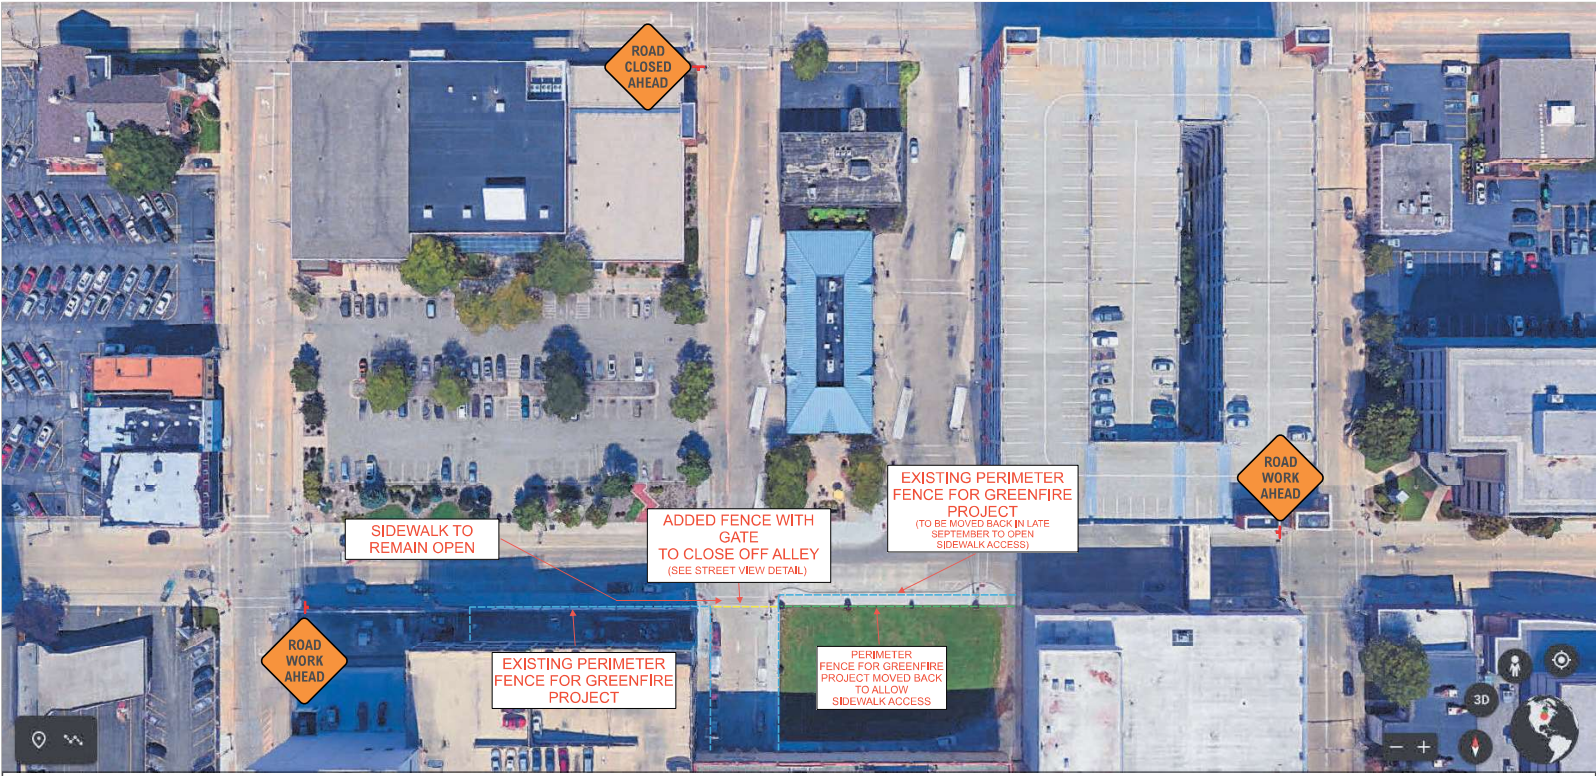 ROAD
CLOSED
AHEAD
ROAD
WORK
AHEAD
EXISTING PERIMETER
FENCE FOR GREENFIRE
PROJECT
(TO BE MOVED BACK IN LATE
SEPTEMBER TO OPEN
SIDEWALK ACCESS)
ADDED FENCE WITH
GATE
TO CLOSE OFF ALLEY
(SEE STREET VIEW DETAIL)
SIDEWALK TO
REMAIN OPEN
ROAD
WORK
AHEAD
EXISTING PERIMETER
FENCE FOR GREENFIRE
PROJECT
PERIMETER
FENCE FOR GREENFIRE
PROJECT MOVED BACK
TO ALLOW
SIDEWALK ACCESS
3D